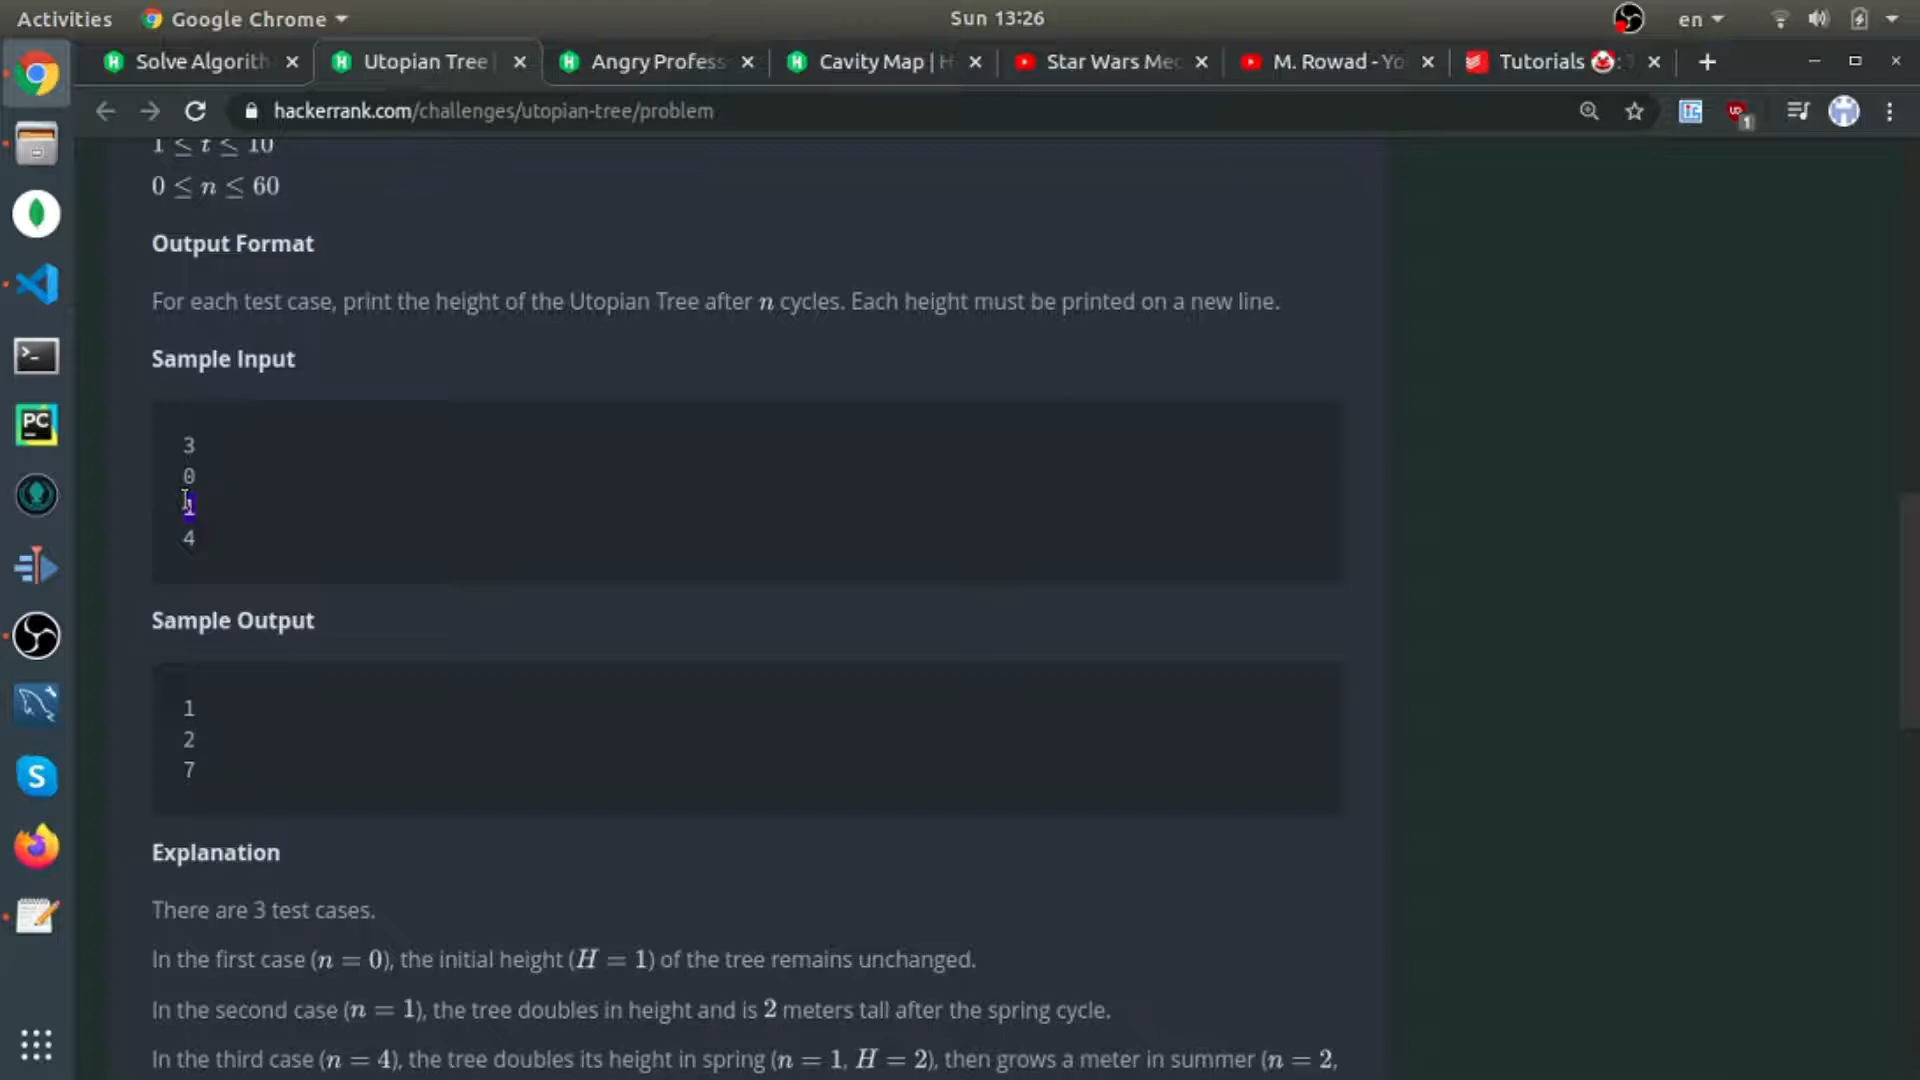 Activities Google Chrome Sun 13:26 en
Solve Algorith Utopian Tree Angry Profess Cavity Map | H Star Wars Mec M. Rowad - Yo Tutorials
hackerrank.com/challenges/utopian-tree/problem
1 ≤ t ≤ 10
0 ≤ n ≤ 60
Output Format
For each test case, print the height of the Utopian Tree after n cycles. Each height must be printed on a new line.
Sample Input
3
0
1
4
Sample Output
1
2
7
Explanation
There are 3 test cases.
In the first case (n = 0), the initial height (H = 1) of the tree remains unchanged.
In the second case (n = 1), the tree doubles in height and is 2 meters tall after the spring cycle.
In the third case (n = 4), the tree doubles its height in spring (n = 1, H = 2), then grows a meter in summer (n = 2,